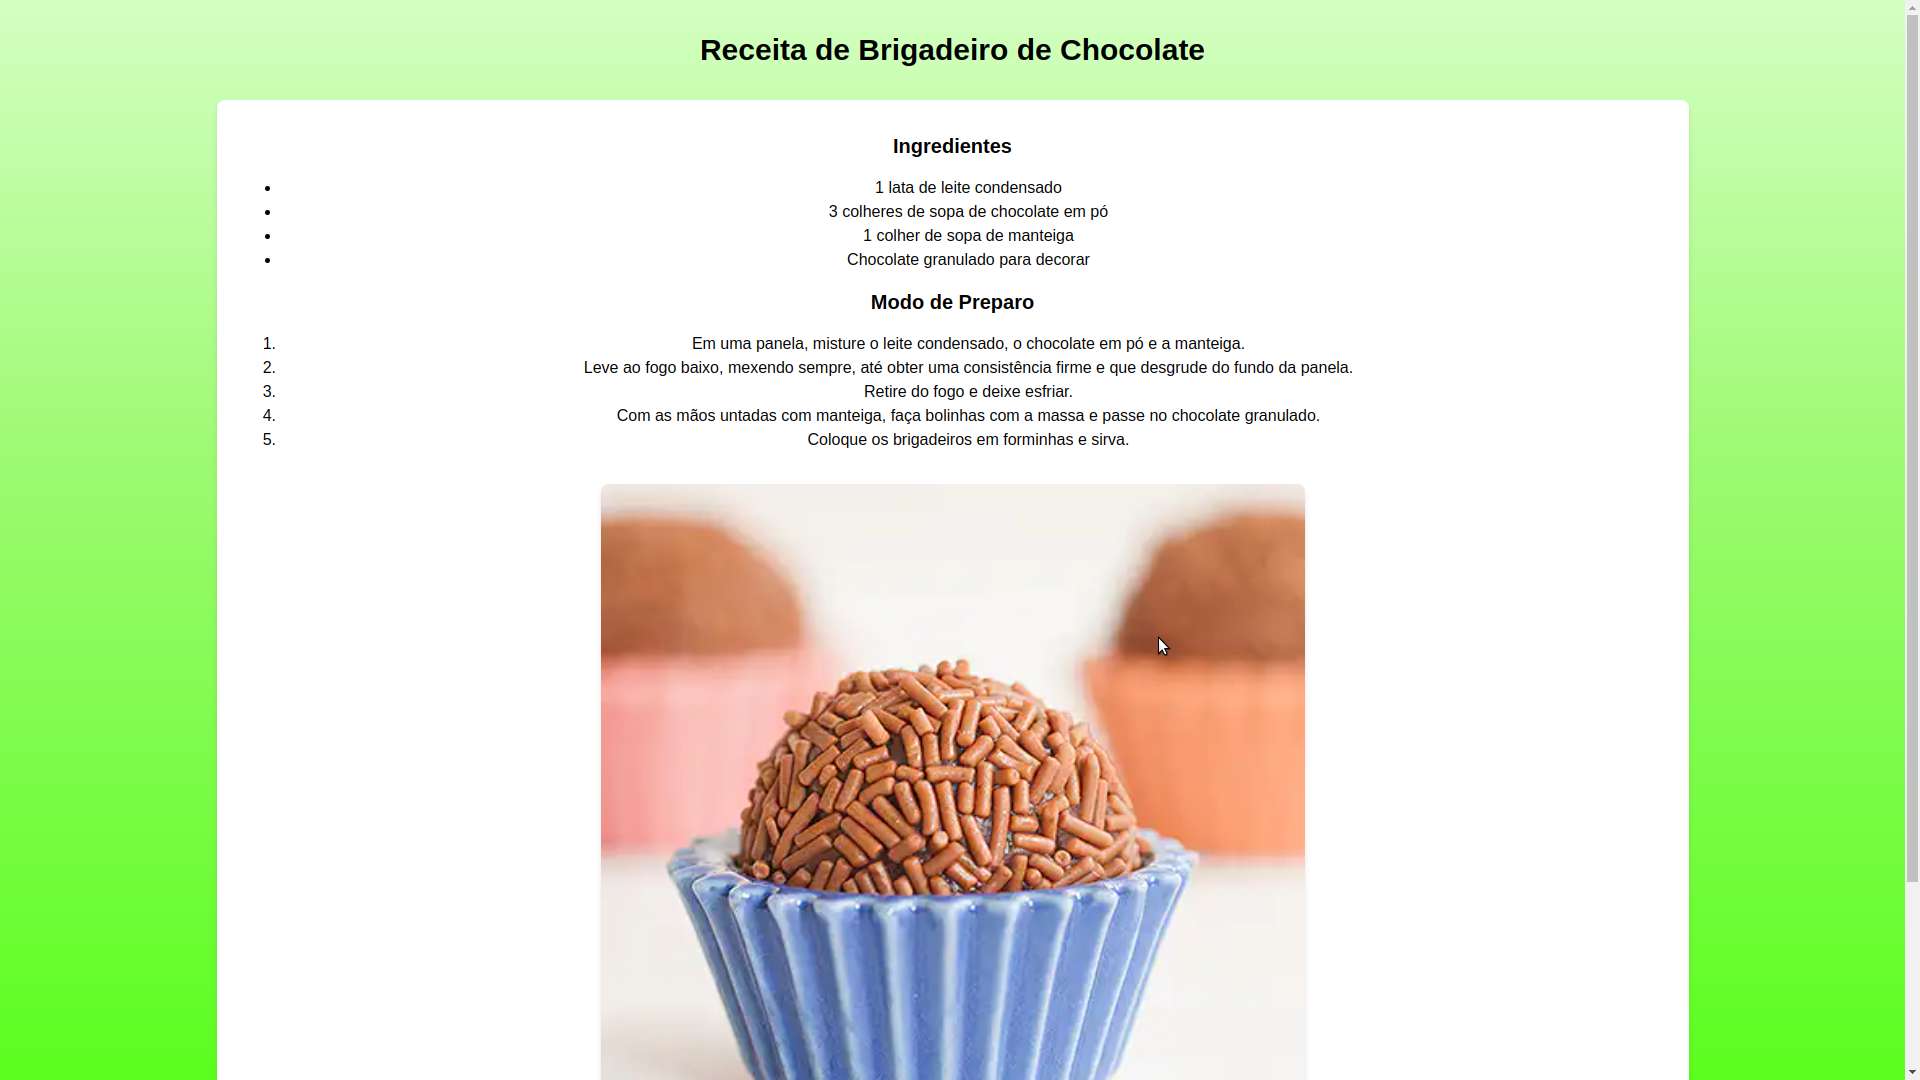 Receita de Brigadeiro de Chocolate
Ingredientes
• 1 lata de leite condensado
• 3 colheres de sopa de chocolate em pó
• 1 colher de sopa de manteiga
• Chocolate granulado para decorar
Modo de Preparo
1. Em uma panela, misture o leite condensado, o chocolate em pó e a manteiga.
2. Leve ao fogo baixo, mexendo sempre, até obter uma consistência firme e que desgrude do fundo da panela.
3. Retire do fogo e deixe esfriar.
4. Com as mãos untadas com manteiga, faça bolinhas com a massa e passe no chocolate granulado.
5. Coloque os brigadeiros em forminhas e sirva.